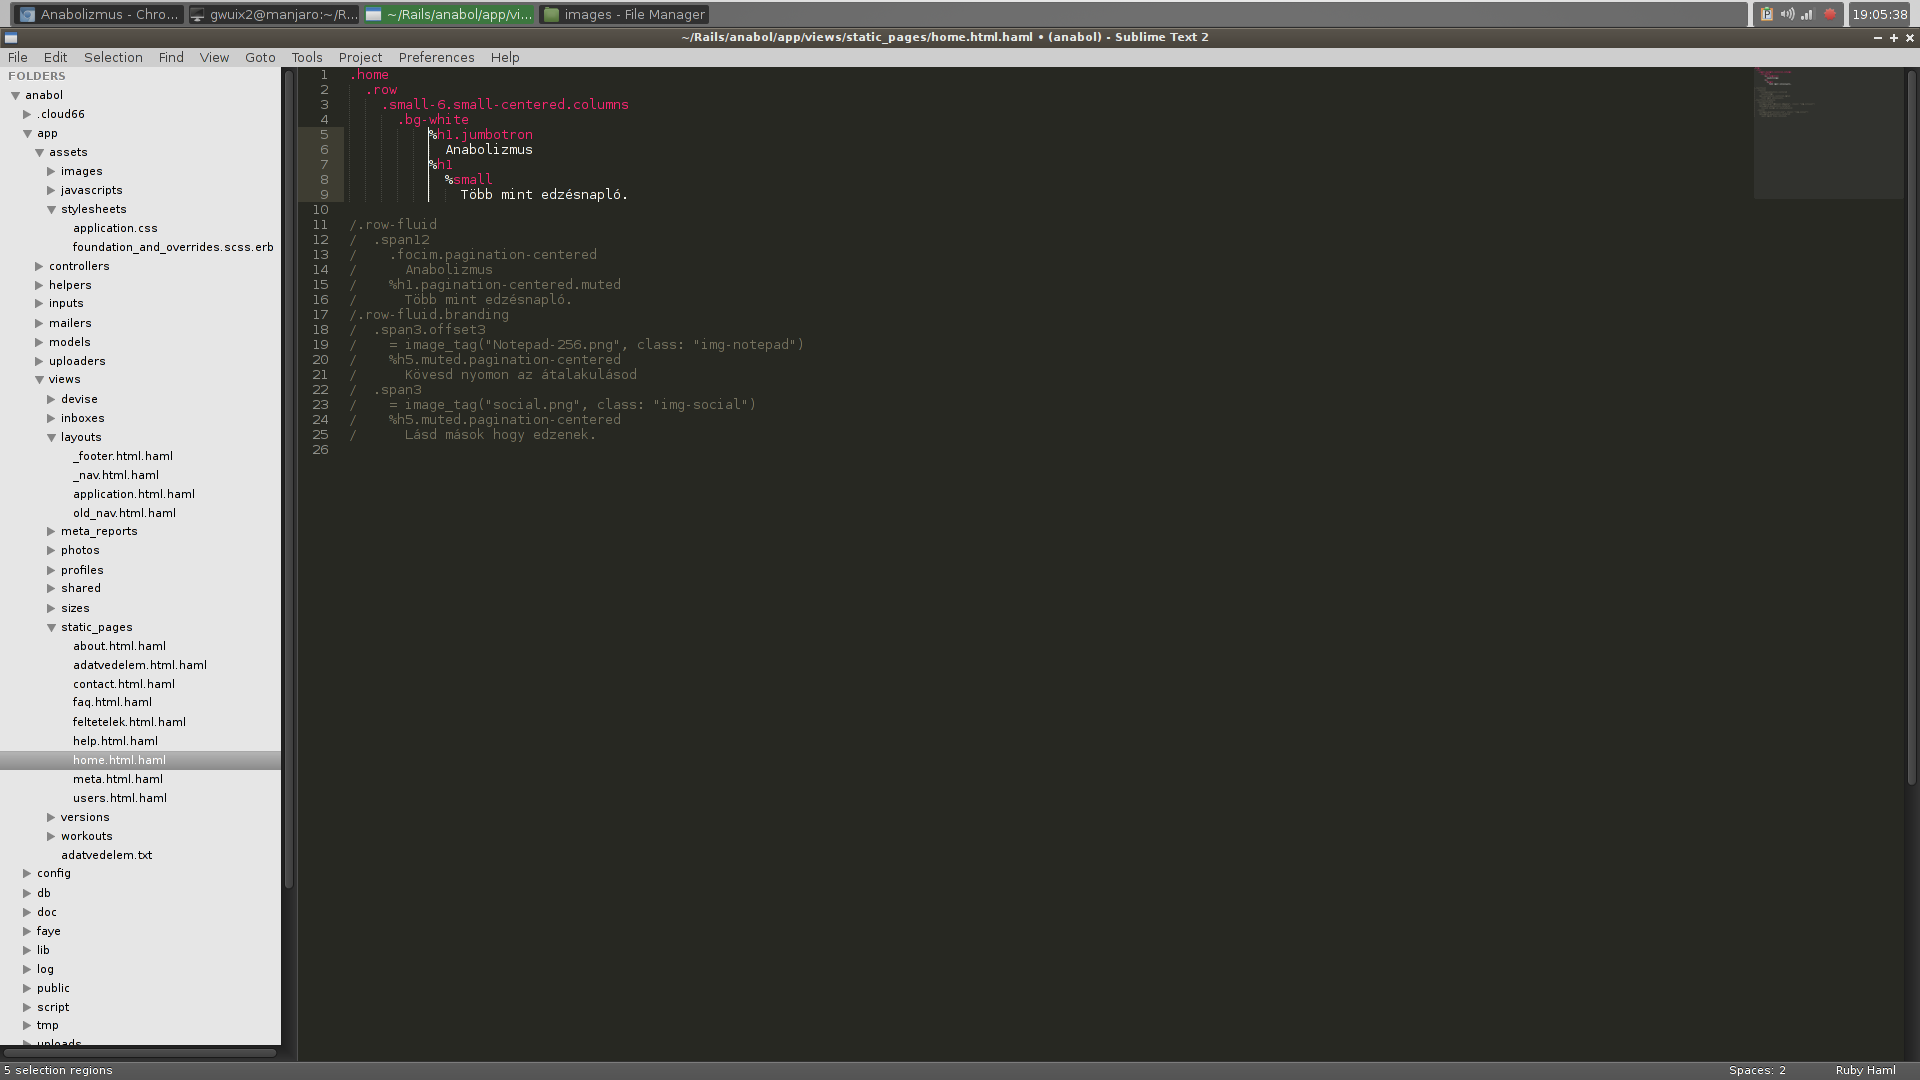 Anabolizmus - Chro... gwuix2@manjaro:~/R... ~/Rails/anabol/app/vi... images - File Manager 19:05:38
~/Rails/anabol/app/views/static_pages/home.html.haml • (anabol) - Sublime Text 2
File Edit Selection Find View Goto Tools Project Preferences Help
FOLDERS
anabol
.cloud66
app
assets
images
javascripts
stylesheets
application.css
foundation_and_overrides.scss.erb
controllers
helpers
inputs
mailers
models
uploaders
views
devise
inboxes
layouts
_footer.html.haml
_nav.html.haml
application.html.haml
old_nav.html.haml
meta_reports
photos
profiles
shared
sizes
static_pages
about.html.haml
adatvedelem.html.haml
contact.html.haml
faq.html.haml
feltetelek.html.haml
help.html.haml
home.html.haml
meta.html.haml
users.html.haml
versions
workouts
adatvedelem.txt
config
db
doc
faye
lib
log
public
script
tmp
uploads
1 .home
2 .row
3 .small-6.small-centered.columns
4 .bg-white
5 %h1.jumbotron
6 Anabolizmus
7 %h1
8 %small
9 Több mint edzésnapló.
10
11 /.row-fluid
12 / .span12
13 / .focim.pagination-centered
14 / Anabolizmus
15 / %h1.pagination-centered.muted
16 / Több mint edzésnapló.
17 /.row-fluid.branding
18 / .span3.offset3
19 / = image_tag("Notepad-256.png", class: "img-notepad")
20 / %h5.muted.pagination-centered
21 / Kövesd nyomon az átalakulásod
22 / .span3
23 / = image_tag("social.png", class: "img-social")
24 / %h5.muted.pagination-centered
25 / Lásd mások hogy edzenek.
26
5 selection regions Spaces: 2 Ruby Haml